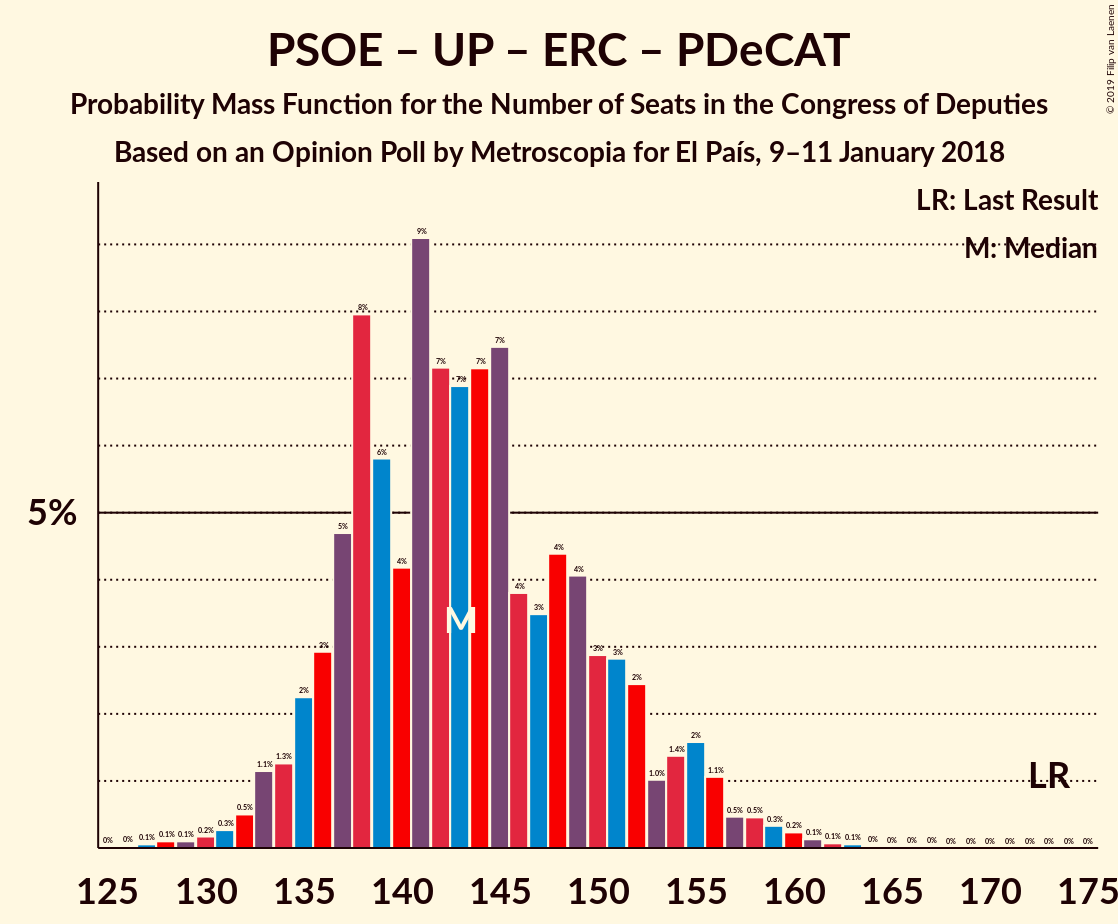 PSOE – UP – ERC – PDeCAT
Probability Mass Function for the Number of Seats in the Congress of Deputies
Based on an Opinion Poll by Metroscopia for El País, 9–11 January 2018
© 2019 Filip van Laenen
LR: Last Result
M: Median
5%
0% 0% 0.1% 0.1% 0.1% 0.2% 0.3% 0.5% 1.1% 1.3% 2% 3% 5% 8% 6% 4% 9% 7% 7% 7% 7% 4% 3% 4% 4% 3% 3% 2% 1.0% 1.4% 2% 1.1% 0.5% 0.5% 0.3% 0.2% 0.1% 0.1% 0.1% 0% 0% 0% 0% 0% 0% 0% 0% 0% 0% 0% 0%
M
LR
125 130 135 140 145 150 155 160 165 170 175